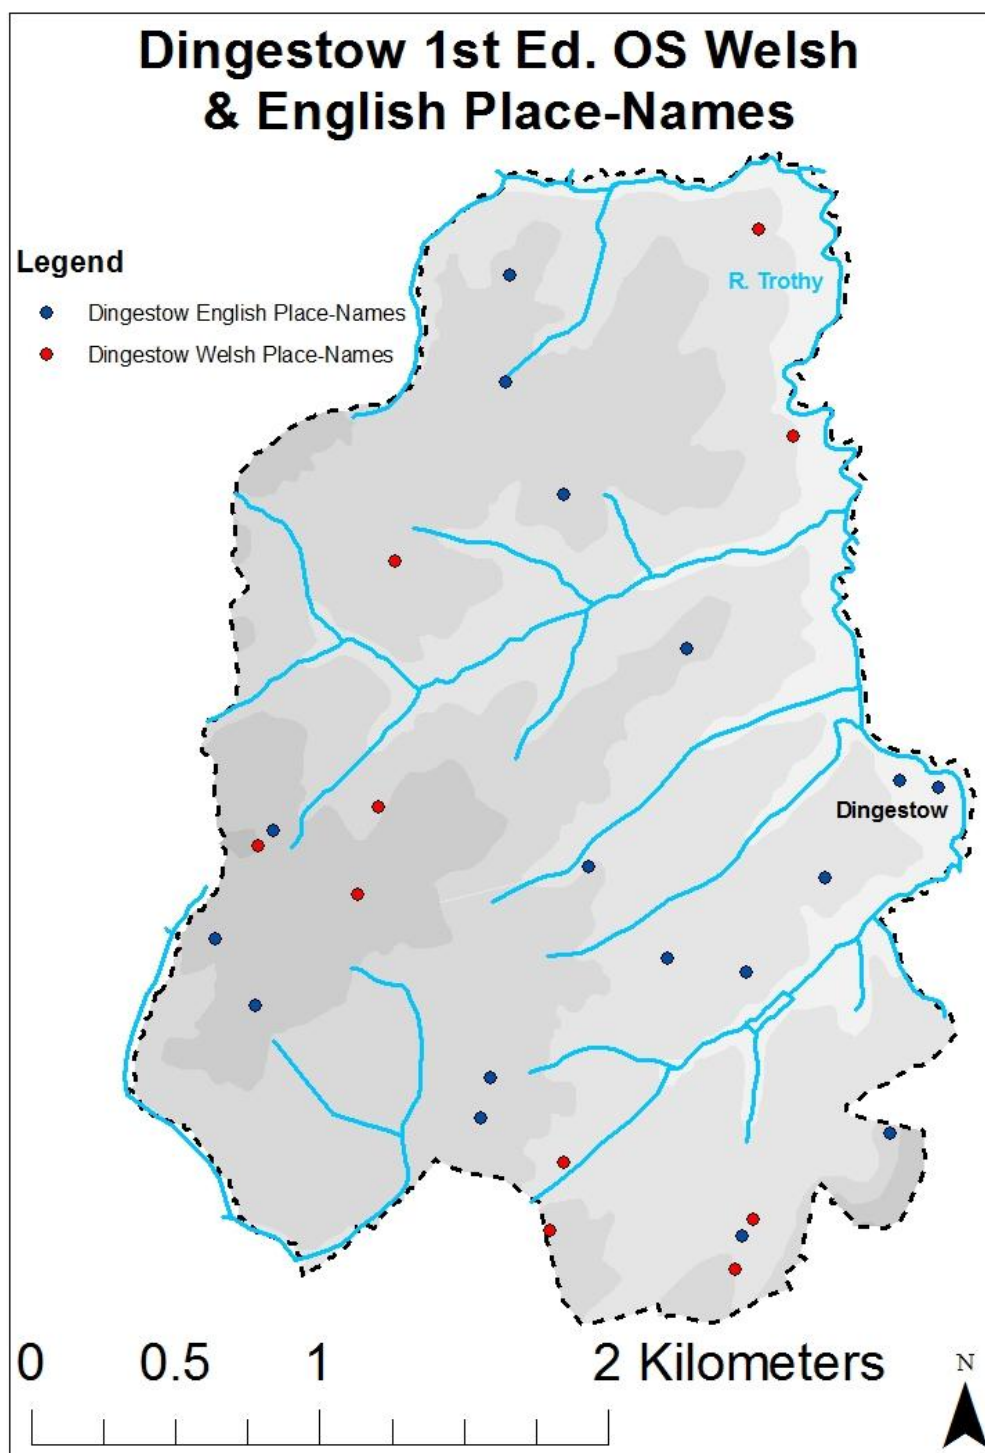 Dingestow 1st Ed. OS Welsh
& English Place-Names
Legend
Dingestow English Place-Names
Dingestow Welsh Place-Names
R. Trothy
Dingestow
0 0.5 1 2 Kilometers
N